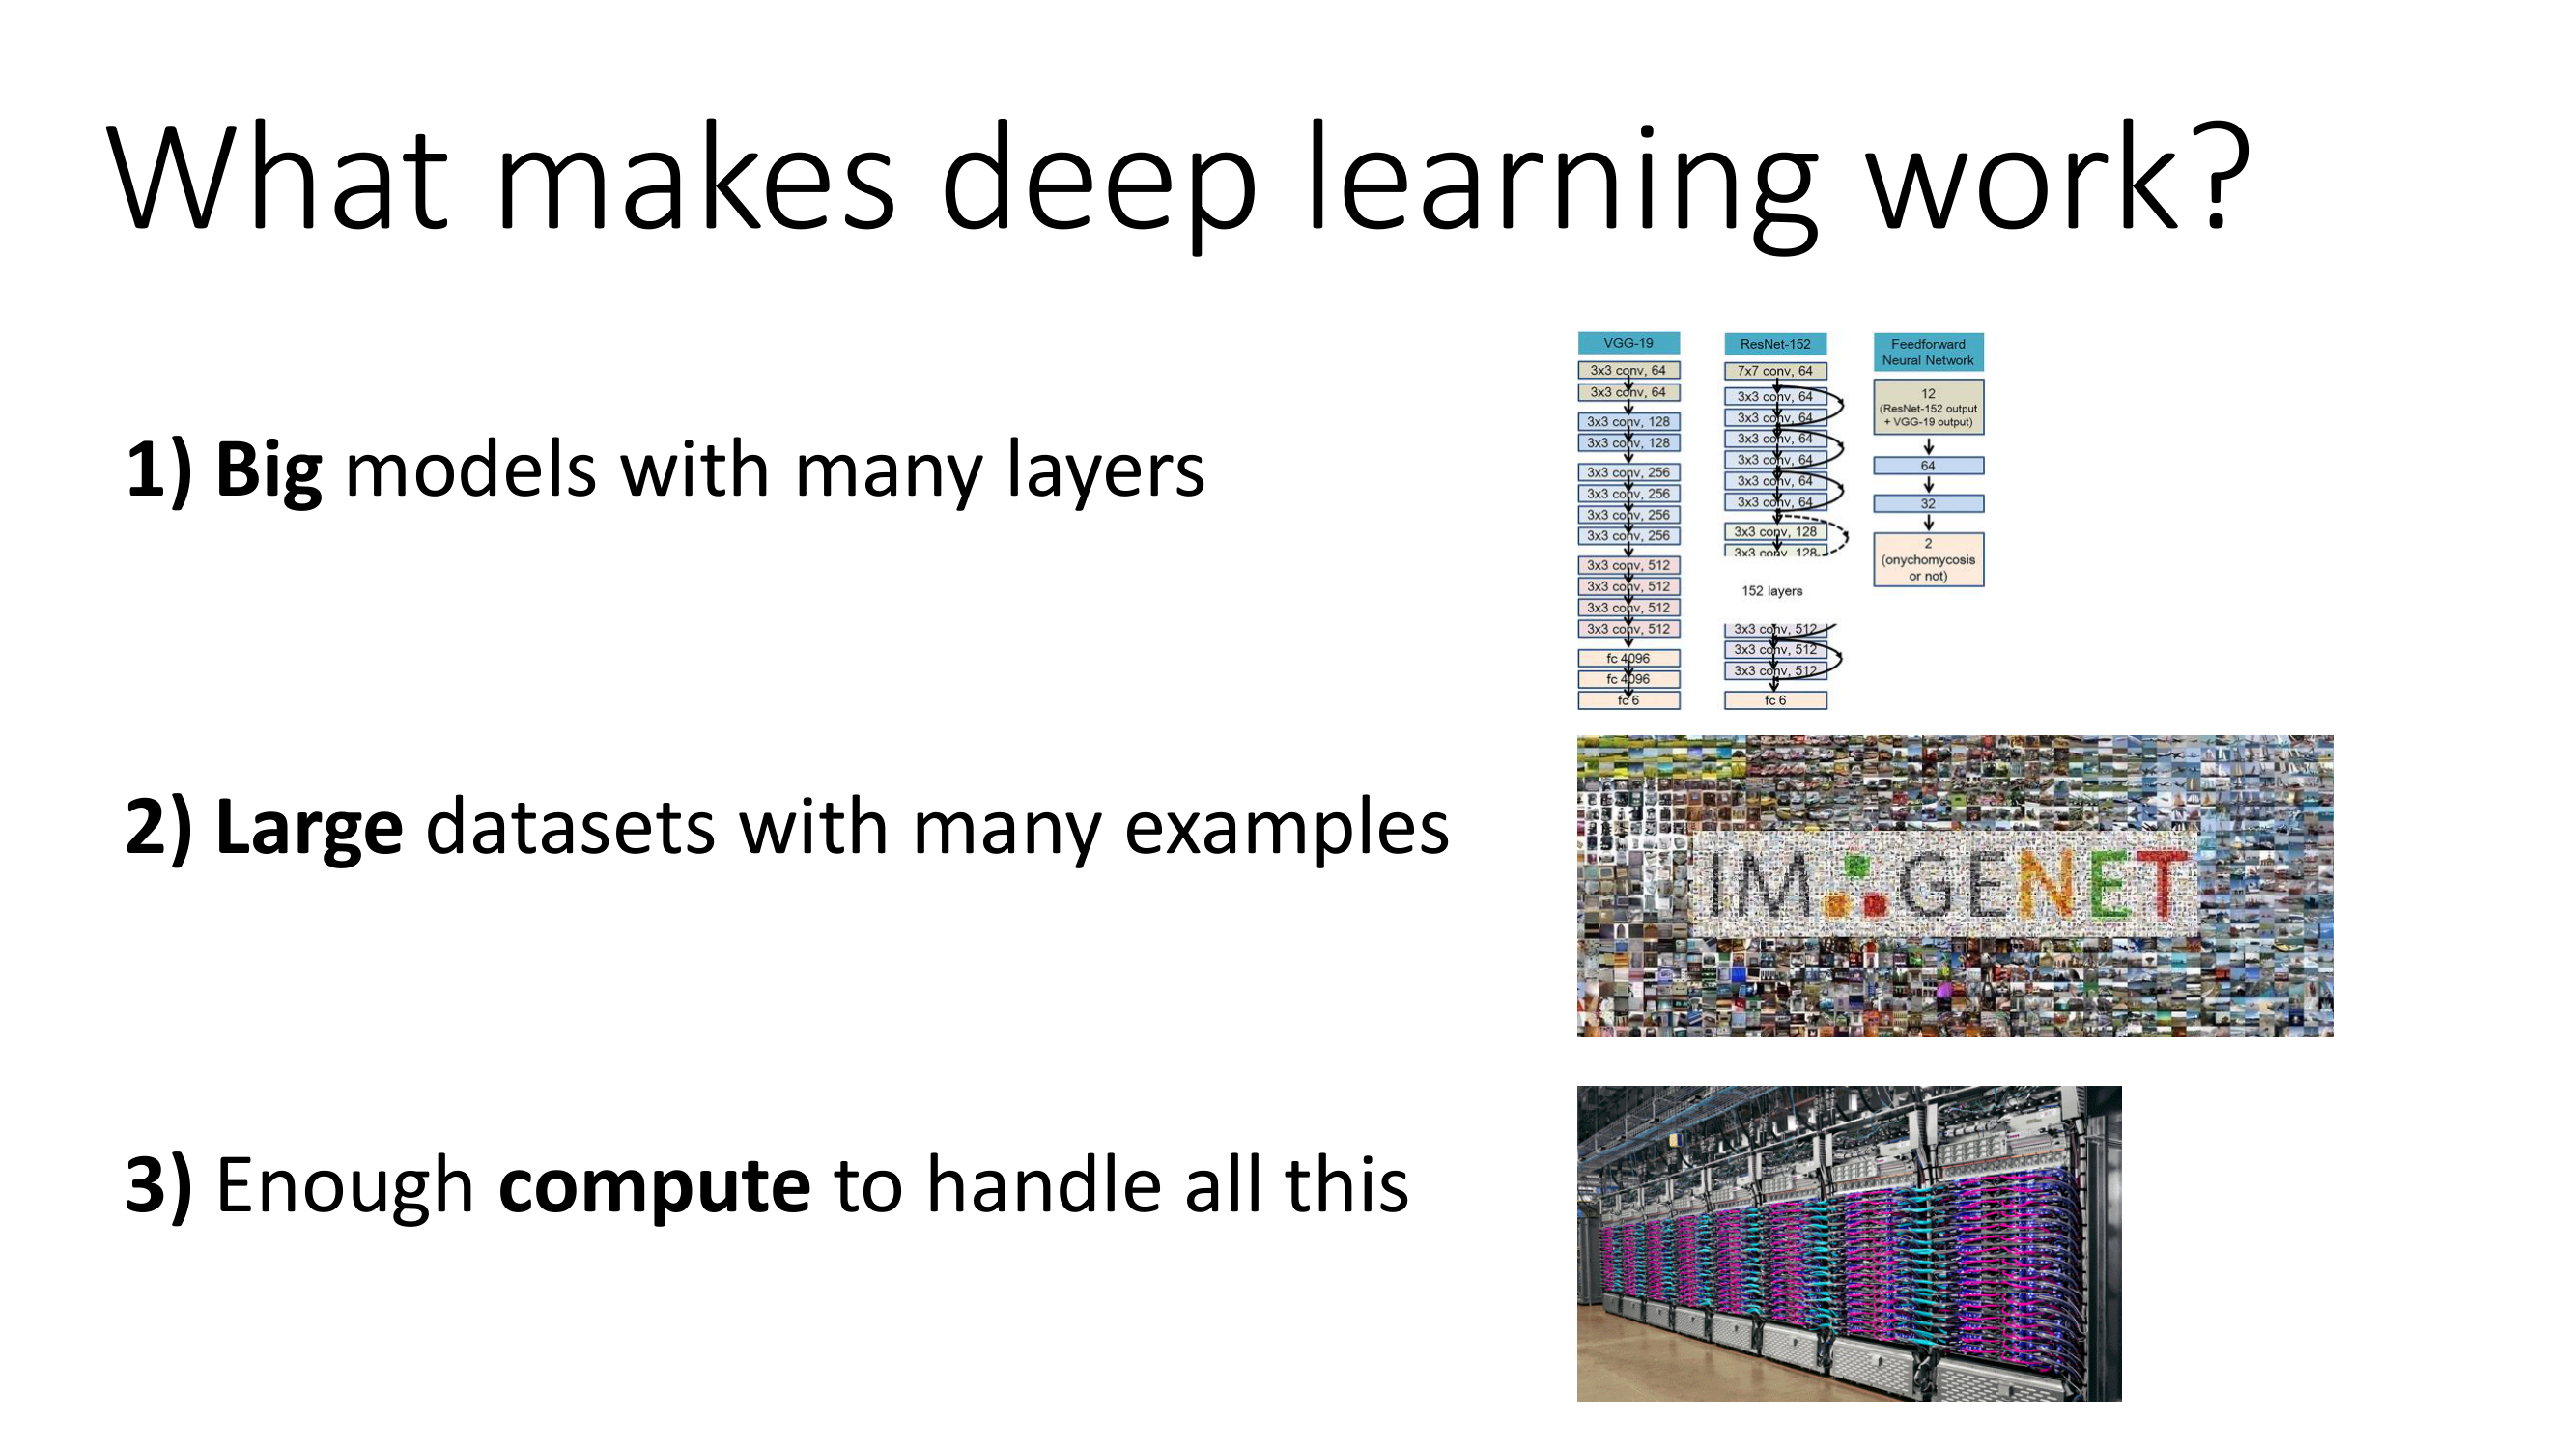 What makes deep learning work?
1) Big models with many layers
VGG-19
3x3 conv, 64
3x3 conv, 64
3x3 conv, 128
3x3 conv, 128
3x3 conv, 256
3x3 conv, 256
3x3 conv, 256
3x3 conv, 256
3x3 conv, 512
3x3 conv, 512
3x3 conv, 512
3x3 conv, 512
fc 4096
fc 4096
fc 6
ResNet-152
7x7 conv, 64
3x3 conv, 64
3x3 conv, 64
3x3 conv, 64
3x3 conv, 64
3x3 conv, 64
3x3 conv, 64
3x3 conv, 128
3x3 conv, 128
152 layers
3x3 conv, 512
3x3 conv, 512
3x3 conv, 512
fc 6
Feedforward
Neural Network
12
(ResNet-152 output
+ VGG-19 output)
64
32
2
(onychomycosis
or not)
2) Large datasets with many examples
IM GENET
3) Enough compute to handle all this